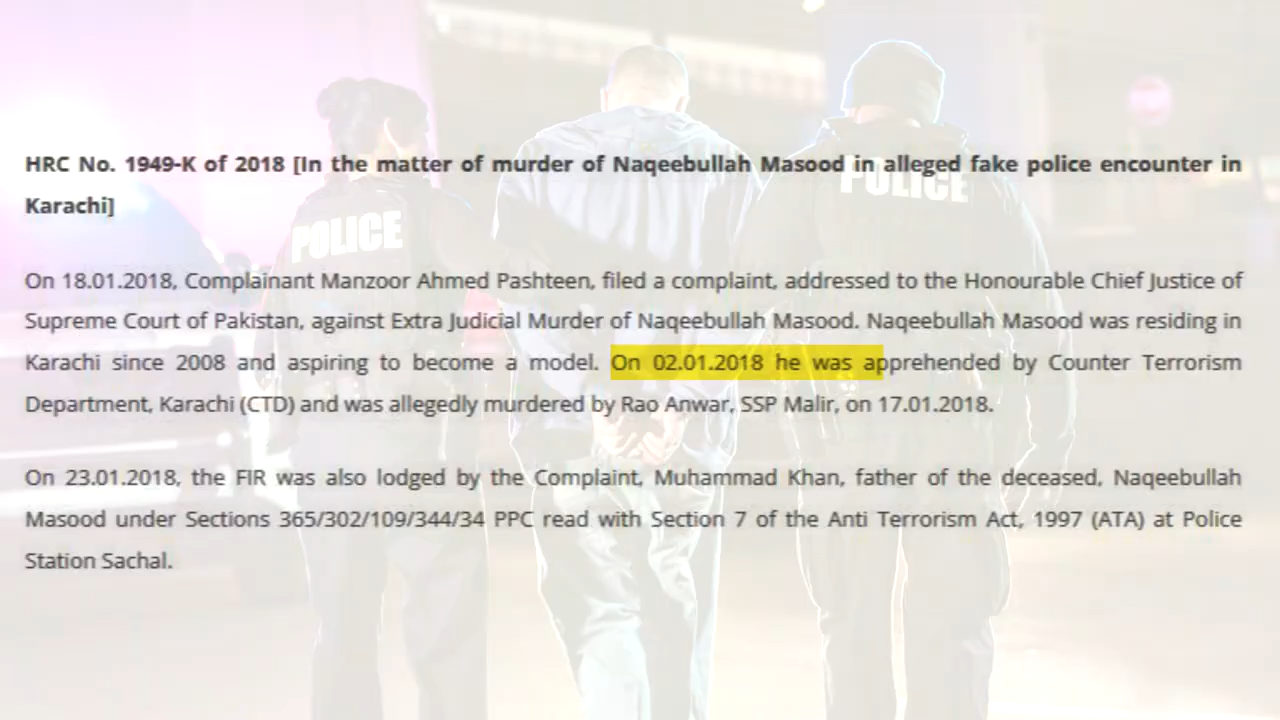 HRC No. 1949-K of 2018 [In the matter of murder of Naqeebullah Masood in alleged fake police encounter in
Karachi]
POLICE
POLICE
On 18.01.2018, Complainant Manzoor Ahmed Pashteen, filed a complaint, addressed to the Honourable Chief Justice of
Supreme Court of Pakistan, against Extra Judicial Murder of Naqeebullah Masood. Naqeebullah Masood was residing in
Karachi since 2008 and aspiring to become a model. On 02.01.2018 he was apprehended by Counter Terrorism
Department, Karachi (CTD) and was allegedly murdered by Rao Anwar, SSP Malir, on 17.01.2018.
On 23.01.2018, the FIR was also lodged by the Complaint, Muhammad Khan, father of the deceased, Naqeebullah
Masood under Sections 365/302/109/344/34 PPC read with Section 7 of the Anti Terrorism Act, 1997 (ATA) at Police
Station Sachal.